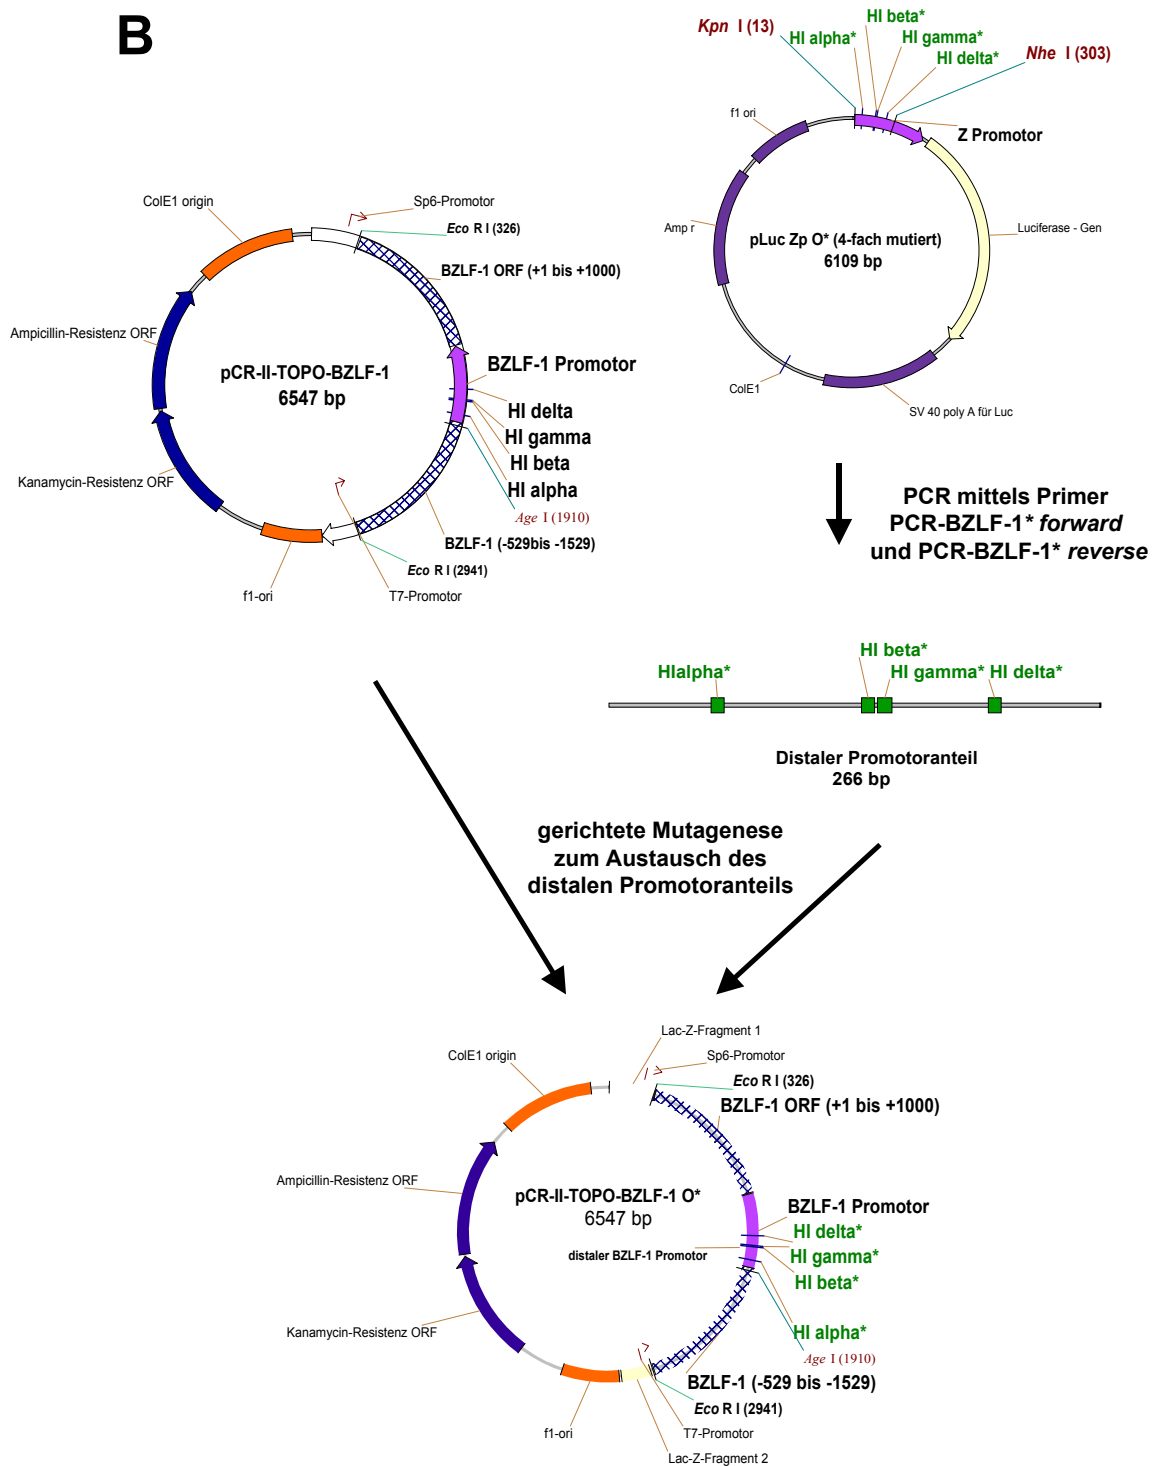 B
Kpn I (13)
HI alpha*
HI beta*
HI gamma*
HI delta*
Nhe I (303)
f1 ori
Z Promotor
Amp r
pLuc Zp O* (4-fach mutiert)
6109 bp
Luciferase - Gen
ColE1
SV 40 poly A für Luc
ColE1 origin
Sp6-Promotor
Eco R I (326)
BZLF-1 ORF (+1 bis +1000)
Ampicillin-Resistenz ORF
pCR-II-TOPO-BZLF-1
6547 bp
BZLF-1 Promotor
HI delta
HI gamma
HI beta
HI alpha
Kanamycin-Resistenz ORF
Age I (1910)
BZLF-1 (-529bis -1529)
Eco R I (2941)
f1-ori
T7-Promotor
PCR mittels Primer
PCR-BZLF-1* forward
und PCR-BZLF-1* reverse
HIalpha*
HI beta*
HI gamma*
HI delta*
Distaler Promotoranteil
266 bp
gerichtete Mutagenese
zum Austausch des
distalen Promotoranteils
Lac-Z-Fragment 1
ColE1 origin
Sp6-Promotor
Eco R I (326)
BZLF-1 ORF (+1 bis +1000)
Ampicillin-Resistenz ORF
pCR-II-TOPO-BZLF-1 O*
6547 bp
distaler BZLF-1 Promotor
BZLF-1 Promotor
HI delta*
HI gamma*
HI beta*
Kanamycin-Resistenz ORF
HI alpha*
Age I (1910)
BZLF-1 (-529 bis -1529)
Eco R I (2941)
f1-ori
T7-Promotor
Lac-Z-Fragment 2